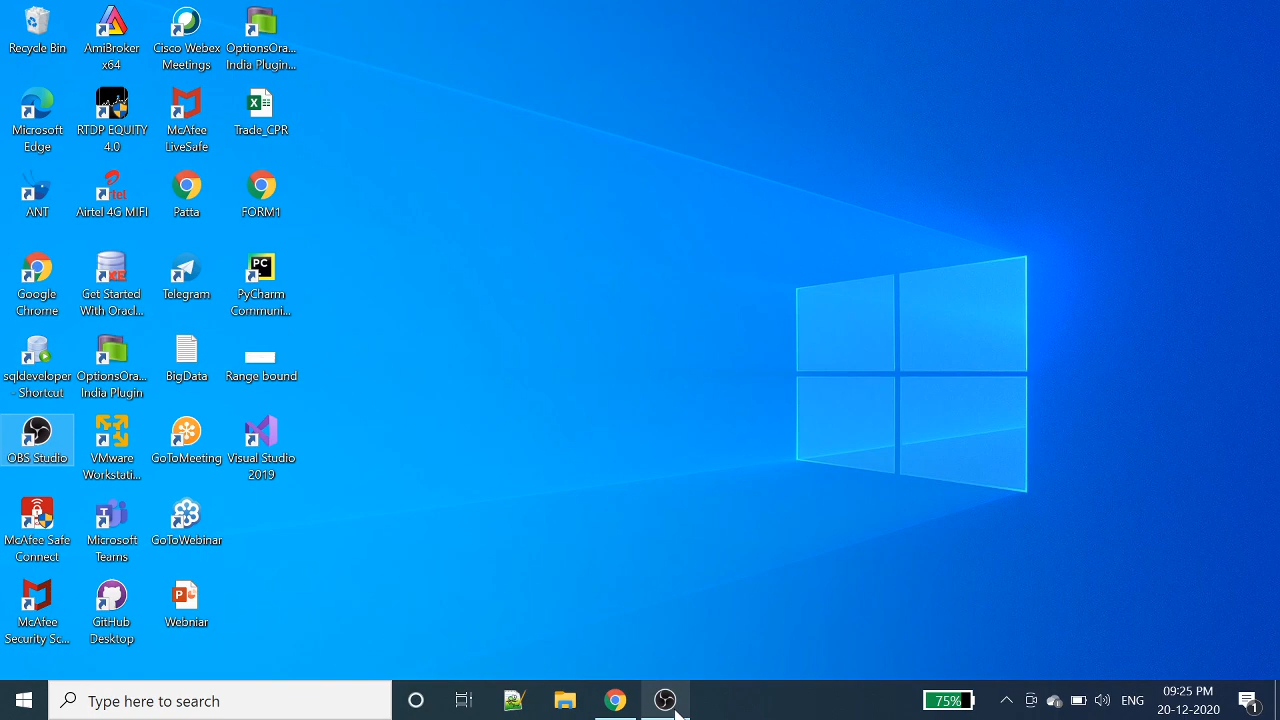 Recycle Bin
AmiBroker
x64
Cisco Webex
Meetings
OptionsOra...
India Plugin...
Microsoft
Edge
RTDP EQUITY
4.0
McAfee
LiveSafe
Trade_CPR
ANT
Airtel 4G MIFI
Patta
FORM1
Google
Chrome
Get Started
With Oracl...
Telegram
PyCharm
Communi...
sqldeveloper
- Shortcut
OptionsOra...
India Plugin
BigData
Range bound
OBS Studio
VMware
Workstati...
GoToMeeting
Visual Studio
2019
McAfee Safe
Connect
Microsoft
Teams
GoToWebinar
McAfee
Security Sc...
GitHub
Desktop
Webniar
Type here to search
75%
ENG
09:25 PM
20-12-2020
1